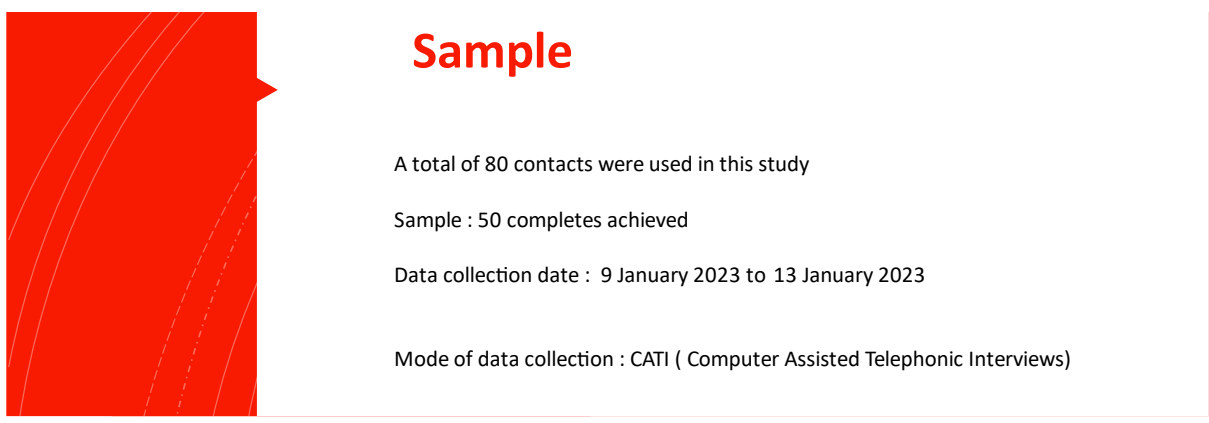 Sample
A total of 80 contacts were used in this study
Sample : 50 completes achieved
Data collection date :  9 January 2023 to 13 January 2023
Mode of data collection : CATI ( Computer Assisted Telephonic Interviews)